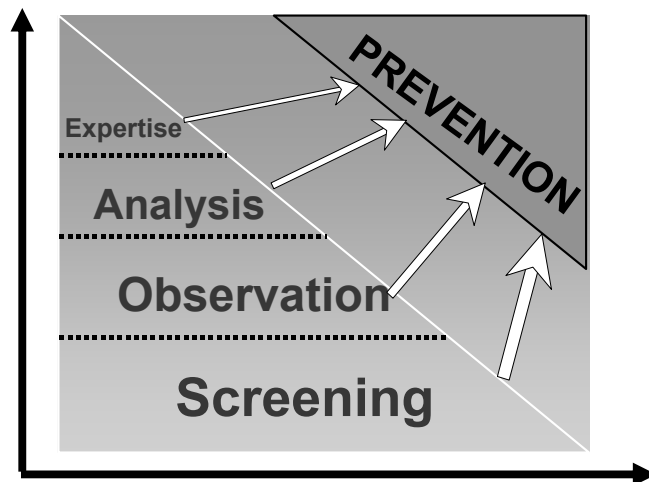 PREVENTION
Expertise
Analysis
Observation
Screening